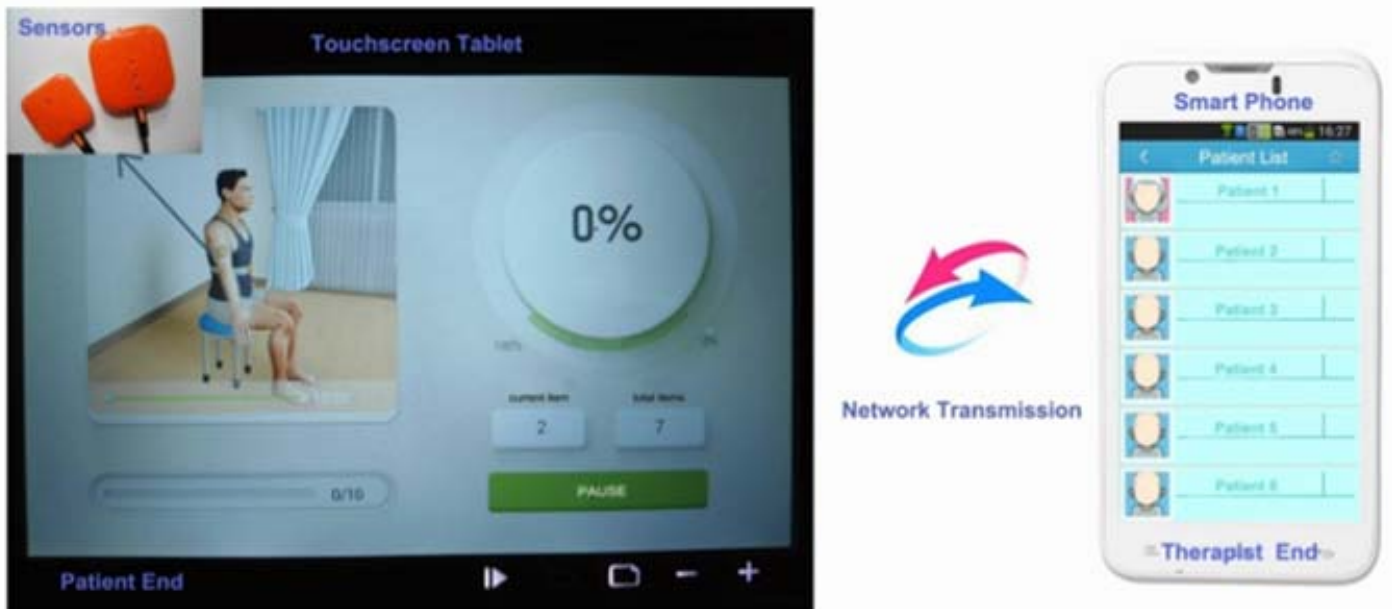 Sensors
Touchscreen Tablet
0%
100%
0%
current item
total items
2
7
0/10
PAUSE
Patient End
Network Transmission
Smart Phone
16:27
Patient List
Patient 1
Patient 2
Patient 3
Patient 4
Patient 5
Patient 6
Therapist End